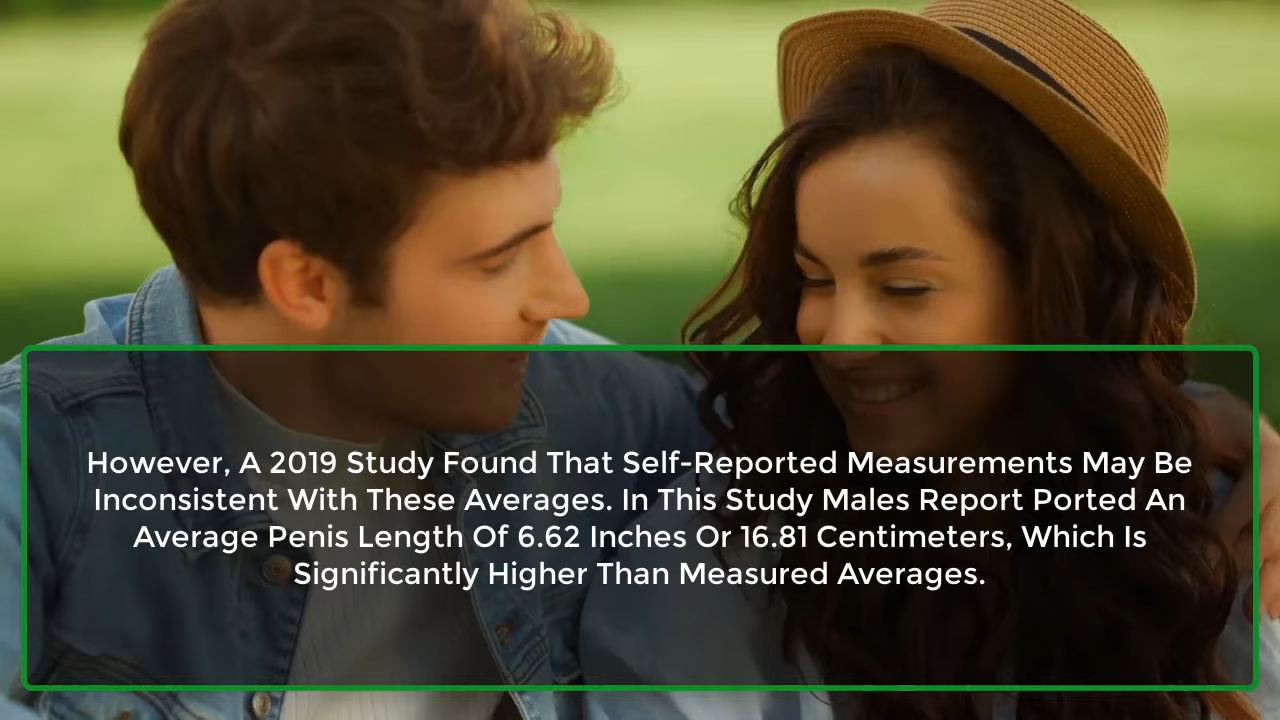 However, A 2019 Study Found That Self-Reported Measurements May Be
Inconsistent With These Averages. In This Study Males Report Ported An
Average Penis Length Of 6.62 Inches Or 16.81 Centimeters, Which Is
Significantly Higher Than Measured Averages.